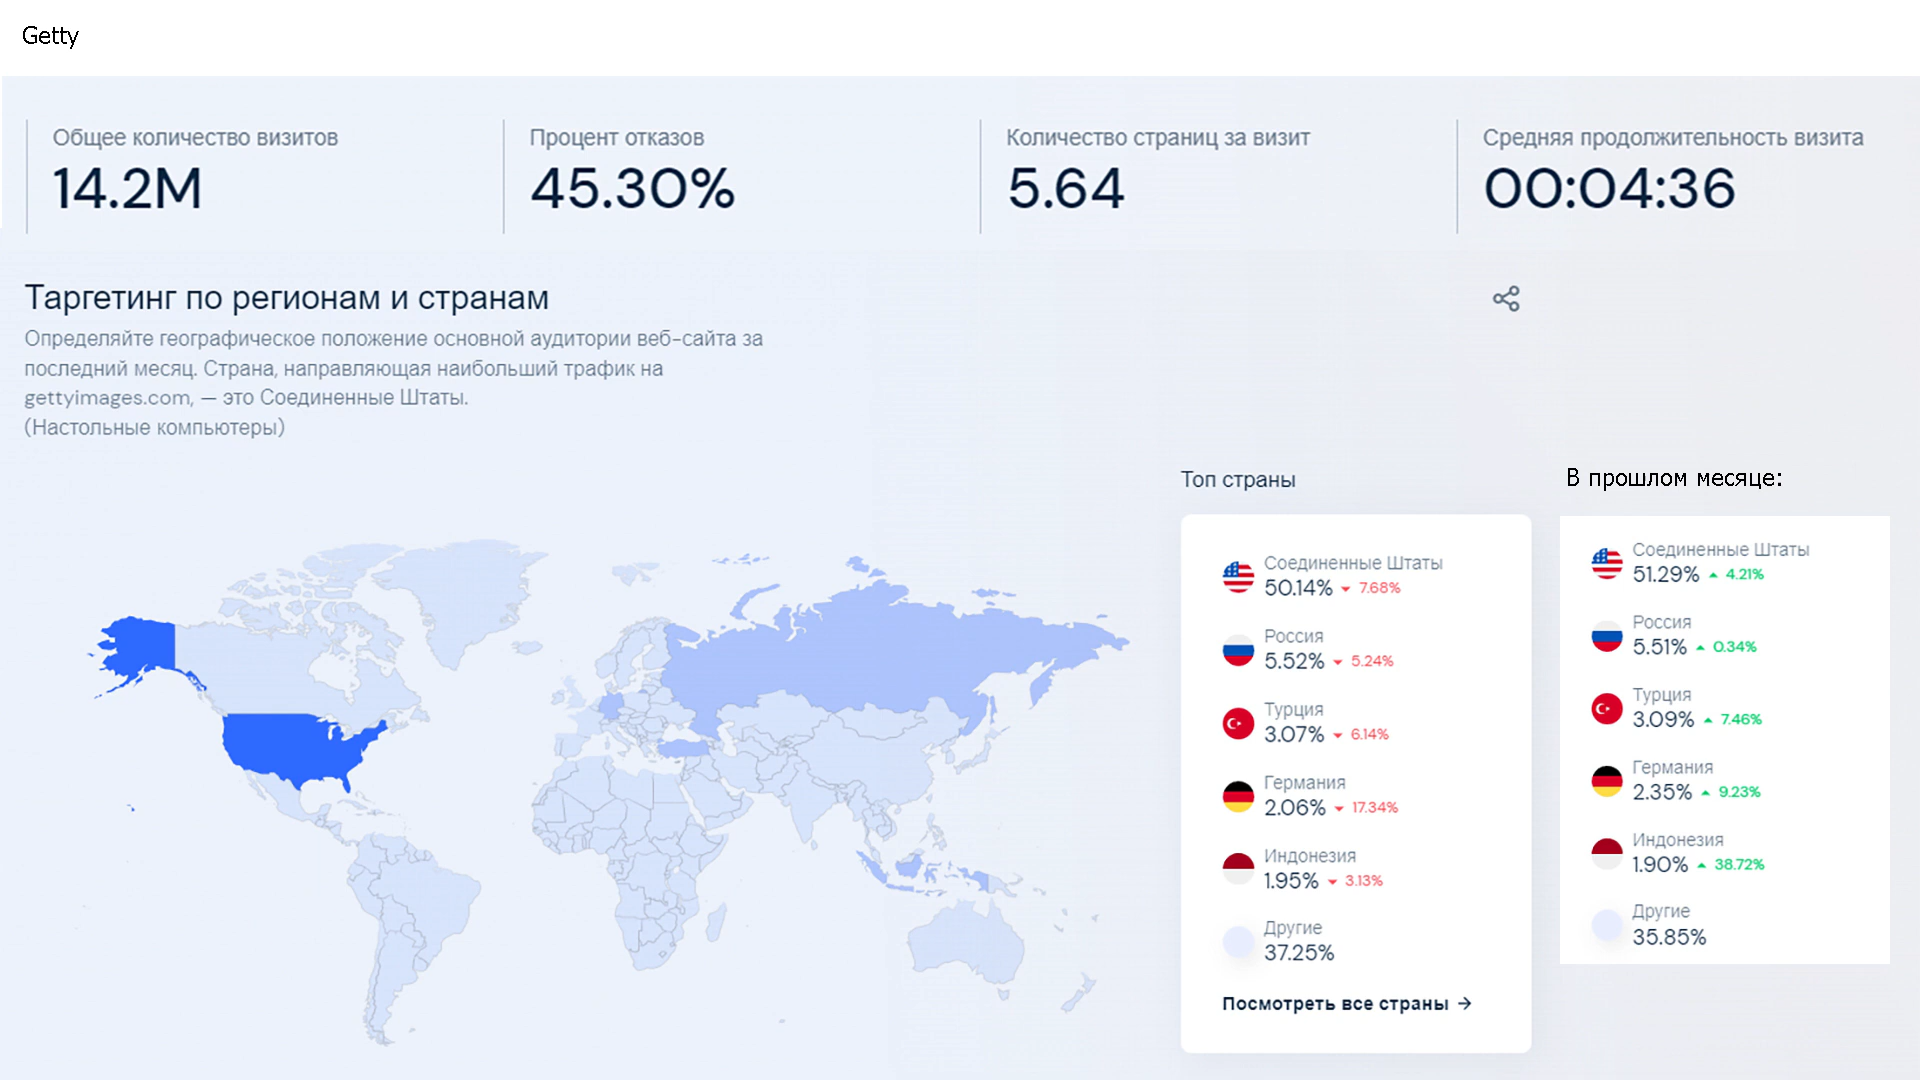 Getty
Общее количество визитов
14.2M
Процент отказов
45.30%
Количество страниц за визит
5.64
Средняя продолжительность визита
00:04:36
Таргетинг по регионам и странам
Определяйте географическое положение основной аудитории веб-сайта за
последний месяц. Страна, направляющая наибольший трафик на
gettyimages.com, — это Соединенные Штаты.
(Настольные компьютеры)
Топ страны
Соединенные Штаты
50.14% 7.68%
Россия
5.52% 5.24%
Турция
3.07% 6.14%
Германия
2.06% 17.34%
Индонезия
1.95% 3.13%
Другие
37.25%
Посмотреть все страны →
В прошлом месяце:
Соединенные Штаты
51.29% 4.21%
Россия
5.51% 0.34%
Турция
3.09% 7.46%
Германия
2.35% 9.23%
Индонезия
1.90% 38.72%
Другие
35.85%